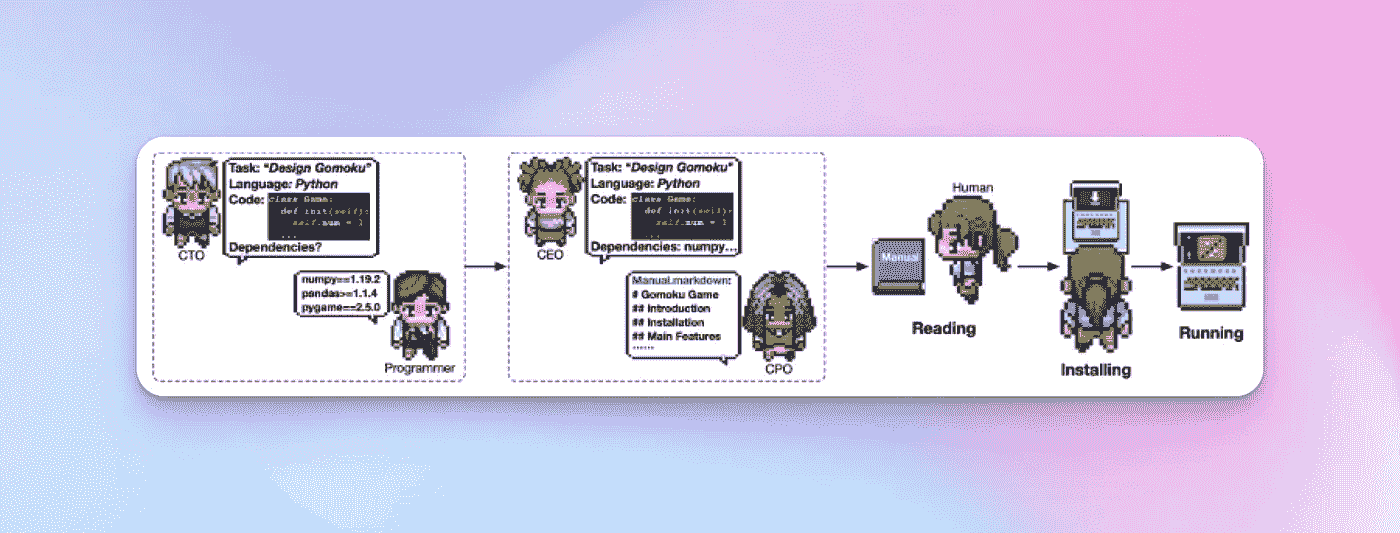 Task: "Design Gomoku"
Language: Python
Code:
class Game:
def init(self):
self.num = 3
...
Dependencies?
CTO
numpy==1.19.2
pandas>=1.1.4
pygame==2.5.0
Programmer
Task: "Design Gomoku"
Language: Python
Code:
class Game:
def init(self):
self.num = 3
...
Dependencies: numpy...
CEO
Manual.markdown:
# Gomoku Game
## Introduction
## Installation
## Main Features
......
CPO
Human
Manual
Reading
Installing
Running